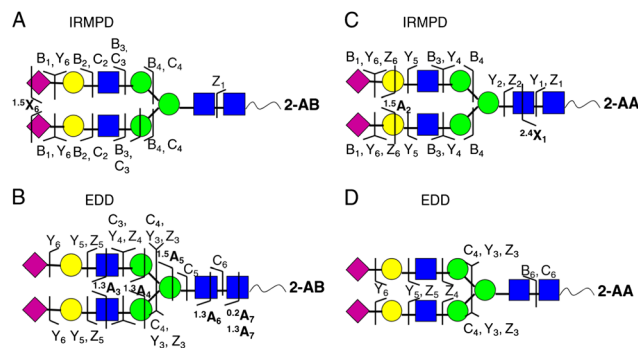 A IRMPD
B₁, Y₆ B₂, C₂ B₃, C₃ B₄, C₄
Z₁
¹·⁵X₆
2-AB
B₁, Y₆ B₂, C₂ B₃, C₃ B₄, C₄
C IRMPD
B₁, Y₆, Z₆ Y₅ B₃, Y₄ B₄
Y₂, Z₂ Y₁, Z₁
¹·⁵A₂
2-AA
²·⁴X₁
B₁, Y₆, Z₆ Y₅ B₃, Y₄ B₄
B EDD
Y₆ Y₅, Z₅ C₃, Y₄, Z₄ C₄, Y₃, Z₃
¹·⁵A₅ C₅ C₆
¹·³A₃ ¹·³A₄
2-AB
¹·³A₆ ⁰·²A₇
¹·³A₇
Y₆ Y₅, Z₅ C₄, Y₃, Z₃
D EDD
C₄, Y₃, Z₃
B₆, C₆
Y₆ Y₅, Z₅ Z₄
2-AA
C₄, Y₃, Z₃